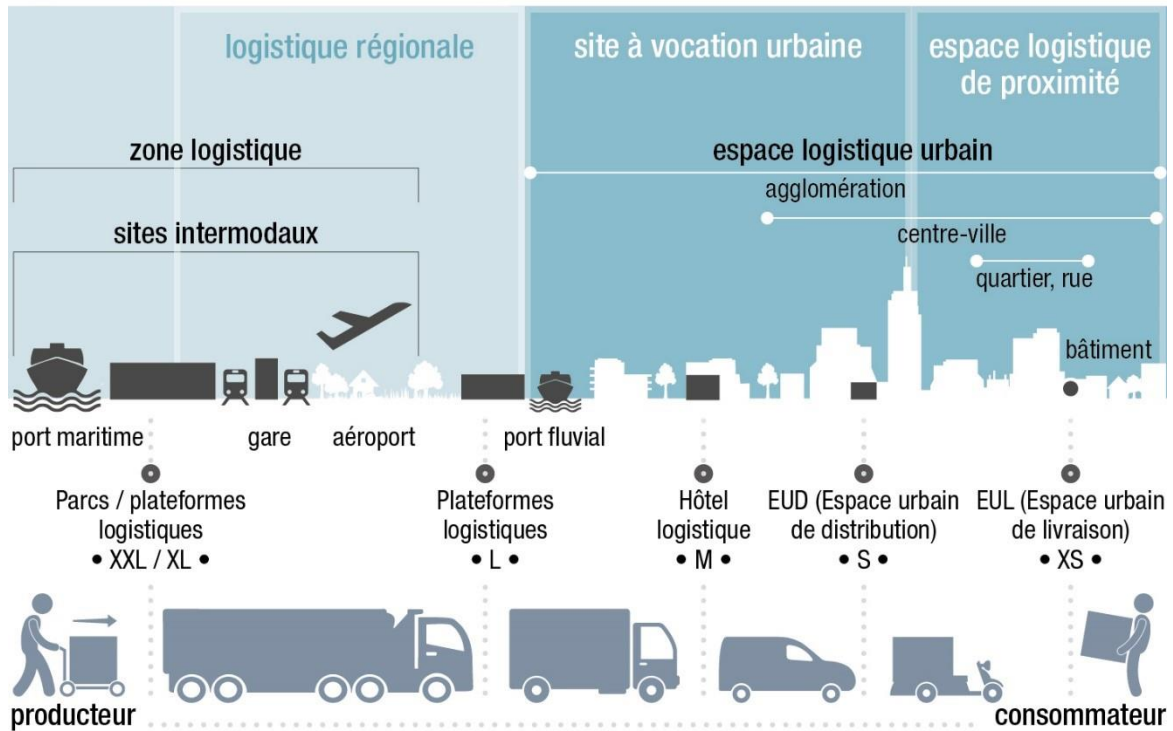 logistique régionale
site à vocation urbaine
espace logistique
de proximité
zone logistique
espace logistique urbain
agglomération
sites intermodaux
centre-ville
quartier, rue
bâtiment
port maritime
gare
aéroport
port fluvial
Parcs / plateformes
logistiques
• XXL / XL •
Plateformes
logistiques
• L •
Hôtel
logistique
• M •
EUD (Espace urbain
de distribution)
• S •
EUL (Espace urbain
de livraison)
• XS •
producteur
consommateur